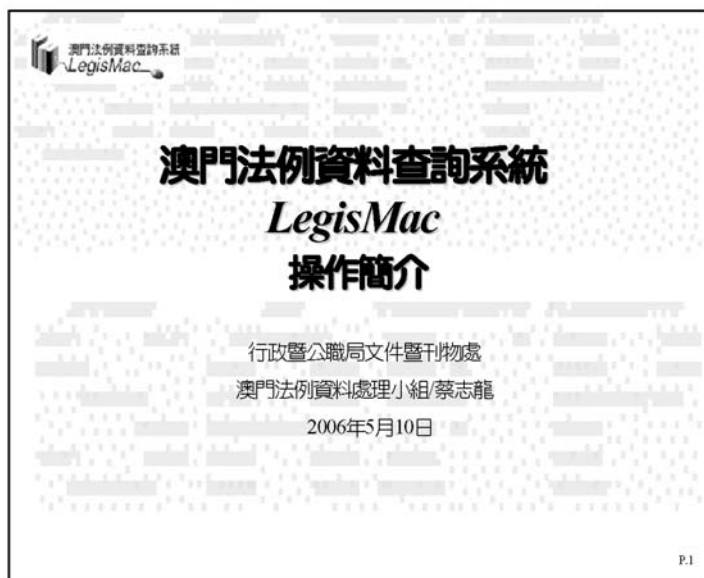 澳門法例資料查詢系統
LegisMac
澳門法例資料查詢系統
LegisMac
操作簡介
行政暨公職局文件暨刊物處
澳門法例資料處理小組/蔡志龍
2006年5月10日
P.1